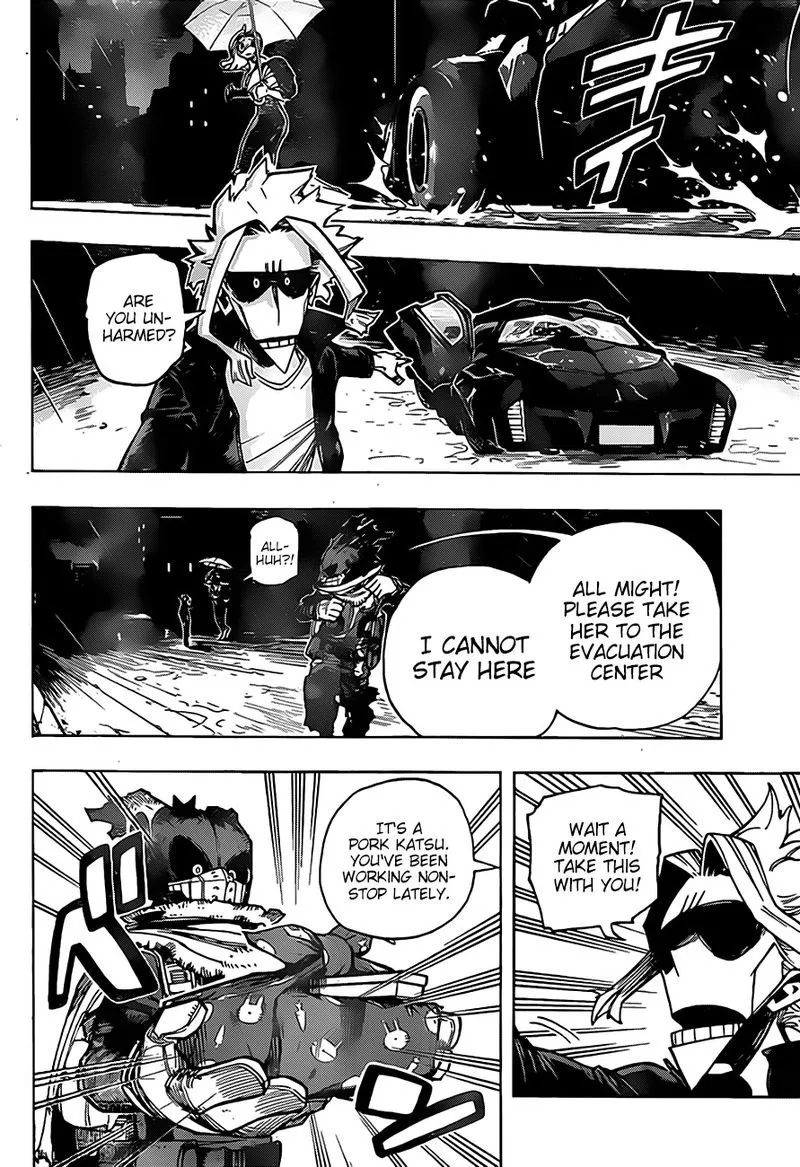 キィ
ARE
YOU UN-
HARMED?
ALL MIGHT!
PLEASE TAKE
HER TO THE
EVACUATION
CENTER
I CANNOT
STAY HERE
ALL-
HUH?!
WAIT A
MOMENT!
TAKE THIS
WITH YOU!
IT'S A
PORK KATSU.
YOU'VE BEEN
WORKING NON-
STOP LATELY.